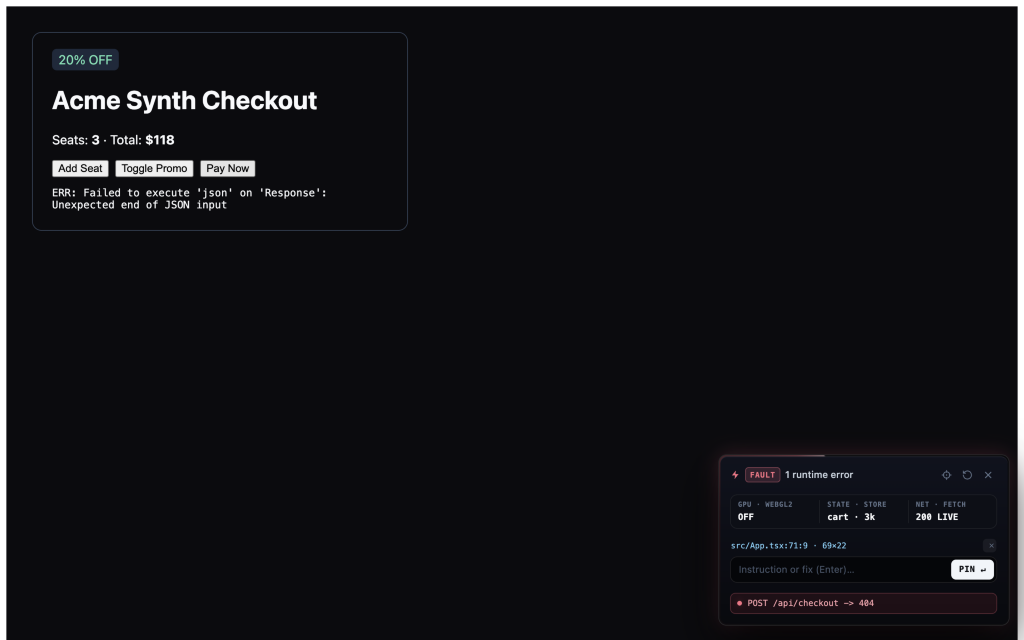 20% OFF
Acme Synth Checkout
Seats: 3 · Total: $118
Add Seat Toggle Promo Pay Now
ERR: Failed to execute 'json' on 'Response':
Unexpected end of JSON input
FAULT 1 runtime error
GPU · WEBGL2 STATE · STORE NET · FETCH
OFF cart · 3k 200 LIVE
src/App.tsx:71:9 · 69×22
Instruction or fix (Enter)…
PIN ↵
POST /api/checkout —> 404